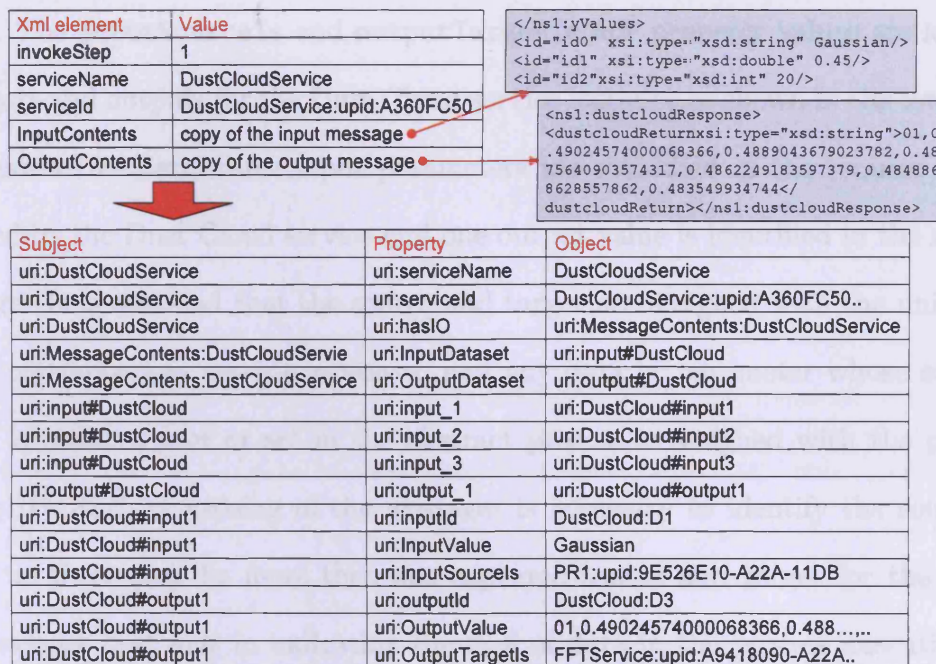 Xml element Value
invokeStep 1
serviceName DustCloudService
serviceId DustCloudService:upid:A360FC50
InputContents copy of the input message
OutputContents copy of the output message
</ns1:yValues>
<id="id0" xsi:type="xsd:string" Gaussian/>
<id="id1" xsi:type="xsd:double" 0.45/>
<id="id2"xsi:type="xsd:int" 20/>
<ns1:dustcloudResponse>
<dustcloudReturnxsi:type="xsd:string">01,0
.49024574000068366,0.4889043679023782,0.48
75640903574317,0.4862249183597379,0.484886
8628557862,0.483549934744</
dustcloudReturn></ns1:dustcloudResponse>
Subject Property Object
uri:DustCloudService uri:serviceName DustCloudService
uri:DustCloudService uri:serviceId DustCloudService:upid:A360FC50..
uri:DustCloudService uri:hasIO uri:MessageContents:DustCloudService
uri:MessageContents:DustCloudServie uri:InputDataset uri:input#DustCloud
uri:MessageContents:DustCloudService uri:OutputDataset uri:output#DustCloud
uri:input#DustCloud uri:input_1 uri:DustCloud#input1
uri:input#DustCloud uri:input_2 uri:DustCloud#input2
uri:input#DustCloud uri:input_3 uri:DustCloud#input3
uri:output#DustCloud uri:output_1 uri:DustCloud#output1
uri:DustCloud#input1 uri:inputId DustCloud:D1
uri:DustCloud#input1 uri:InputValue Gaussian
uri:DustCloud#input1 uri:InputSourceIs PR1:upid:9E526E10-A22A-11DB
uri:DustCloud#output1 uri:outputId DustCloud:D3
uri:DustCloud#output1 uri:OutputValue 01,0.49024574000068366,0.488...,..
uri:DustCloud#output1 uri:OutputTargetIs FFTService:upid:A9418090-A22A..